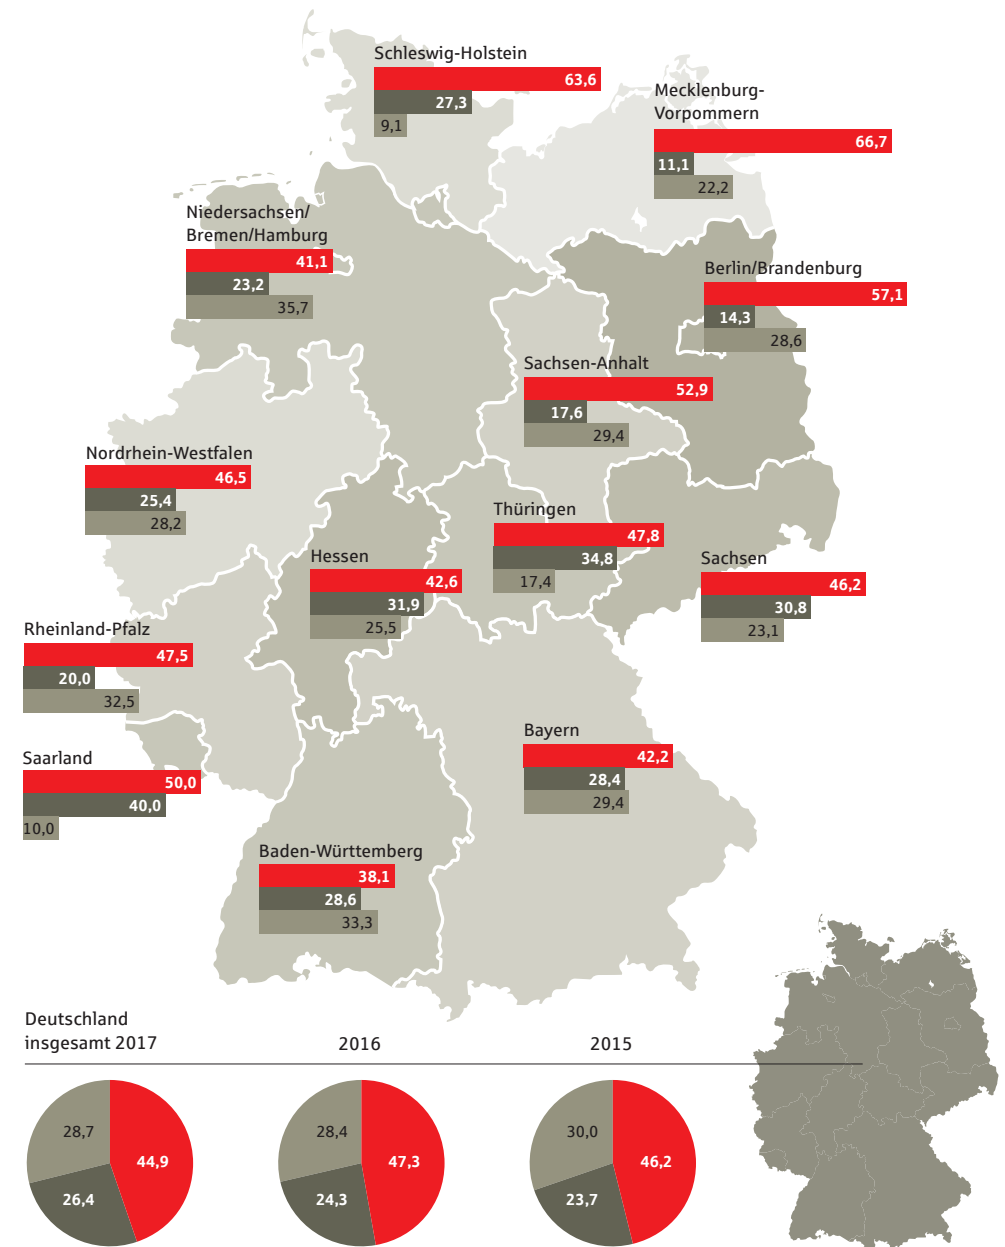 Schleswig-Holstein
63,6
27,3
9,1
Mecklenburg-
Vorpommern
66,7
11,1
22,2
Niedersachsen/
Bremen/Hamburg
41,1
23,2
35,7
Berlin/Brandenburg
57,1
14,3
28,6
Sachsen-Anhalt
52,9
17,6
29,4
Nordrhein-Westfalen
46,5
25,4
28,2
Thüringen
47,8
34,8
17,4
Hessen
42,6
31,9
25,5
Sachsen
46,2
30,8
23,1
Rheinland-Pfalz
47,5
20,0
32,5
Bayern
42,2
28,4
29,4
Saarland
50,0
40,0
10,0
Baden-Württemberg
38,1
28,6
33,3
Deutschland
insgesamt 2017
2016
2015
28,7
44,9
26,4
28,4
47,3
24,3
30,0
46,2
23,7